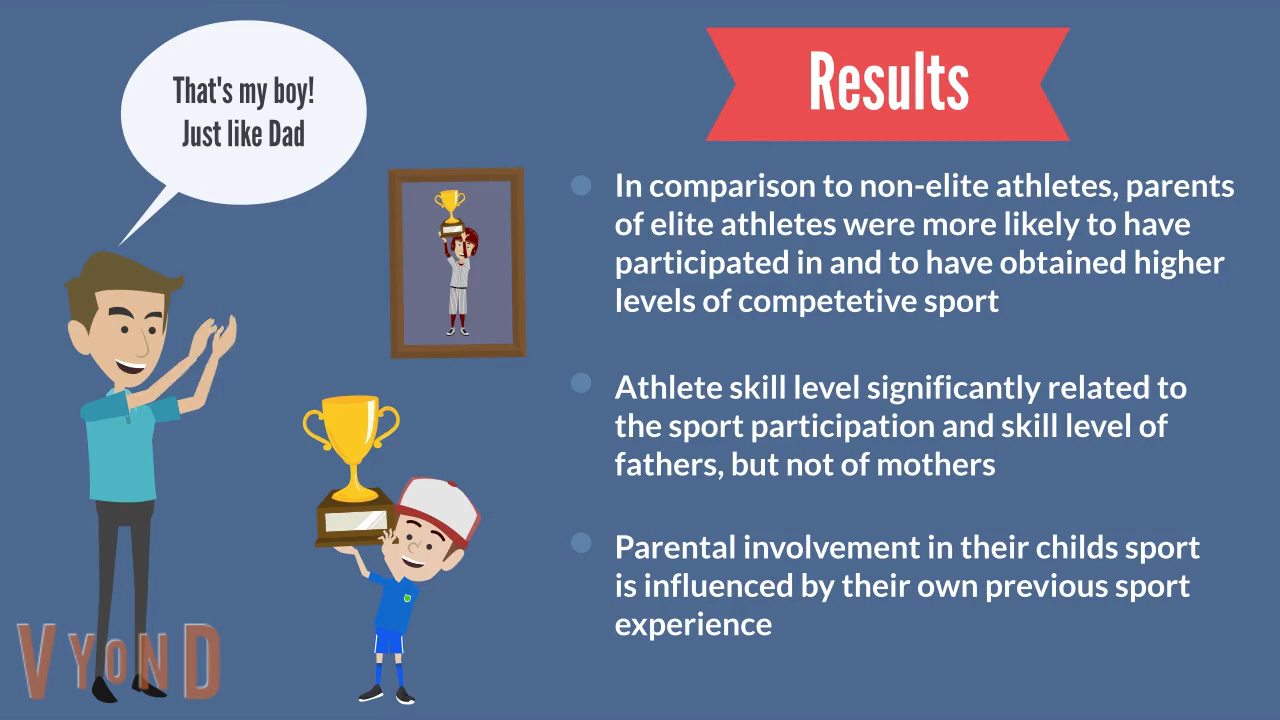 That's my boy!
Just like Dad
Results
In comparison to non-elite athletes, parents
of elite athletes were more likely to have
participated in and to have obtained higher
levels of competetive sport
Athlete skill level significantly related to
the sport participation and skill level of
fathers, but not of mothers
Parental involvement in their childs sport
is influenced by their own previous sport
experience
VYOND